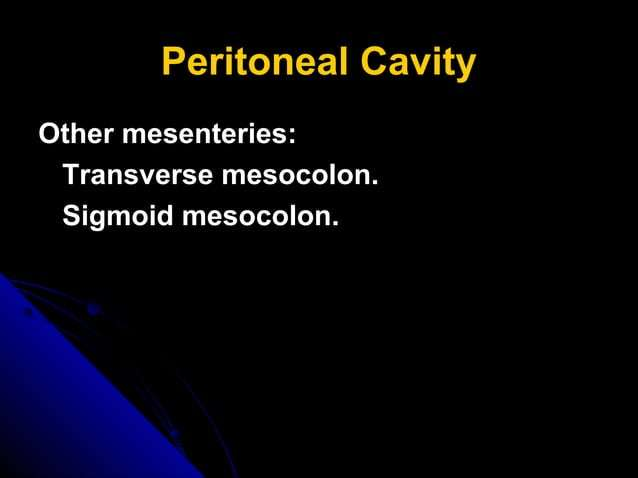 Peritoneal Cavity
Other mesenteries:
Transverse mesocolon.
Sigmoid mesocolon.